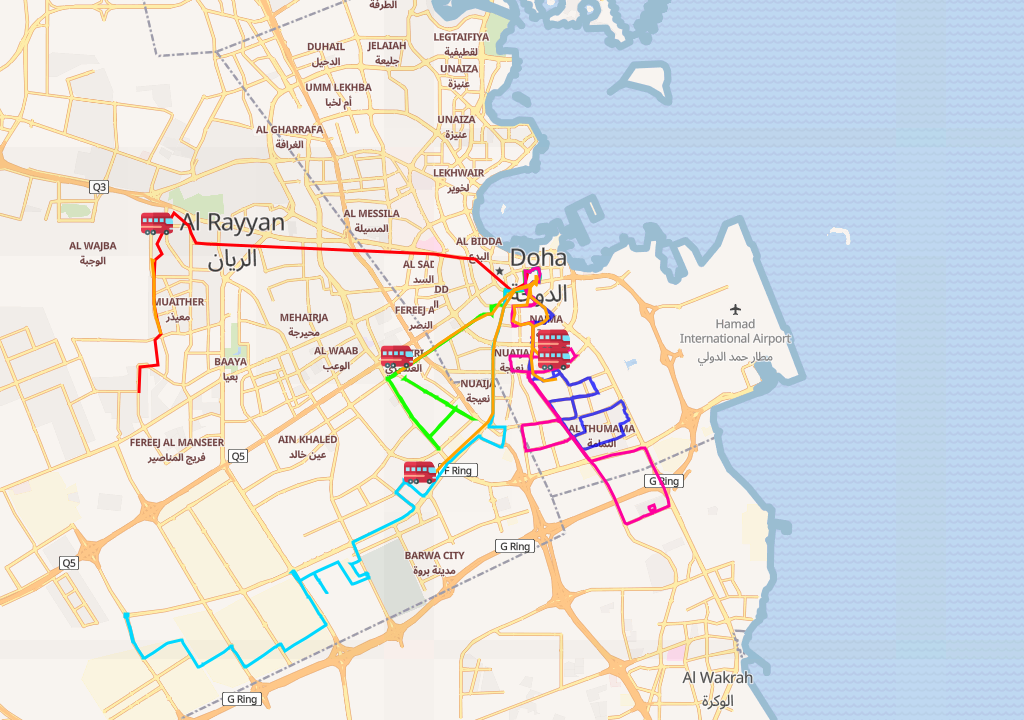 الطرفة
DUHAIL
الدحيل
JELAIAH
جليعة
LEGTAIFIYA
لقطيفية
UNAIZA
عنيزة
UMM LEKHBA
أم لخبا
UNAIZA
عنيزة
AL GHARRAFA
الغرافة
LEKHWAIR
لخوير
Q3
AL MESSILA
المسيلة
Al Rayyan
الريان
AL WAJBA
الوجبة
AL BIDDA
البدع
Doha
الدوحة
AL SAI
السد
DD
ال
MUAITHER
معيذر
MEHAIRJA
محيرجة
FEREEJ A
النصر
NAJMA
Hamad
International Airport
مطار حمد الدولي
AL WAAB
الوعب
BAAYA
بعيا
NUAIJA
نعيجة
NUAIJA
نعيجة
AL THUMAMA
الثمامة
FEREEJ AL MANSEER
فريج المناصير
AIN KHALED
عين خالد
Q5
F Ring
G Ring
G Ring
BARWA CITY
مدينة بروة
Q5
Al Wakrah
الوكرة
G Ring